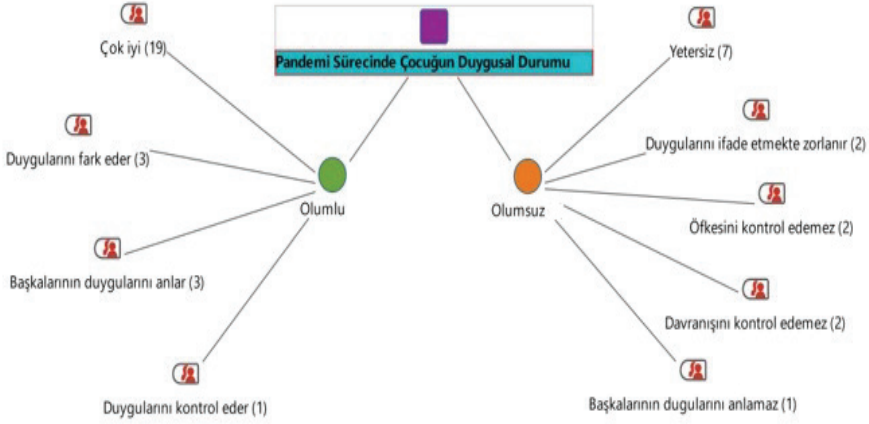 Pandemi Sürecinde Çocuğun Duygusal Durumu
Olumlu
Çok iyi (19)
Duygularını fark eder (3)
Başkalarının duygularını anlar (3)
Duygularını kontrol eder (1)
Olumsuz
Yetersiz (7)
Duygularını ifade etmekte zorlanır (2)
Öfkesini kontrol edemez (2)
Davranışını kontrol edemez (2)
Başkalarının dugularını anlamaz (1)